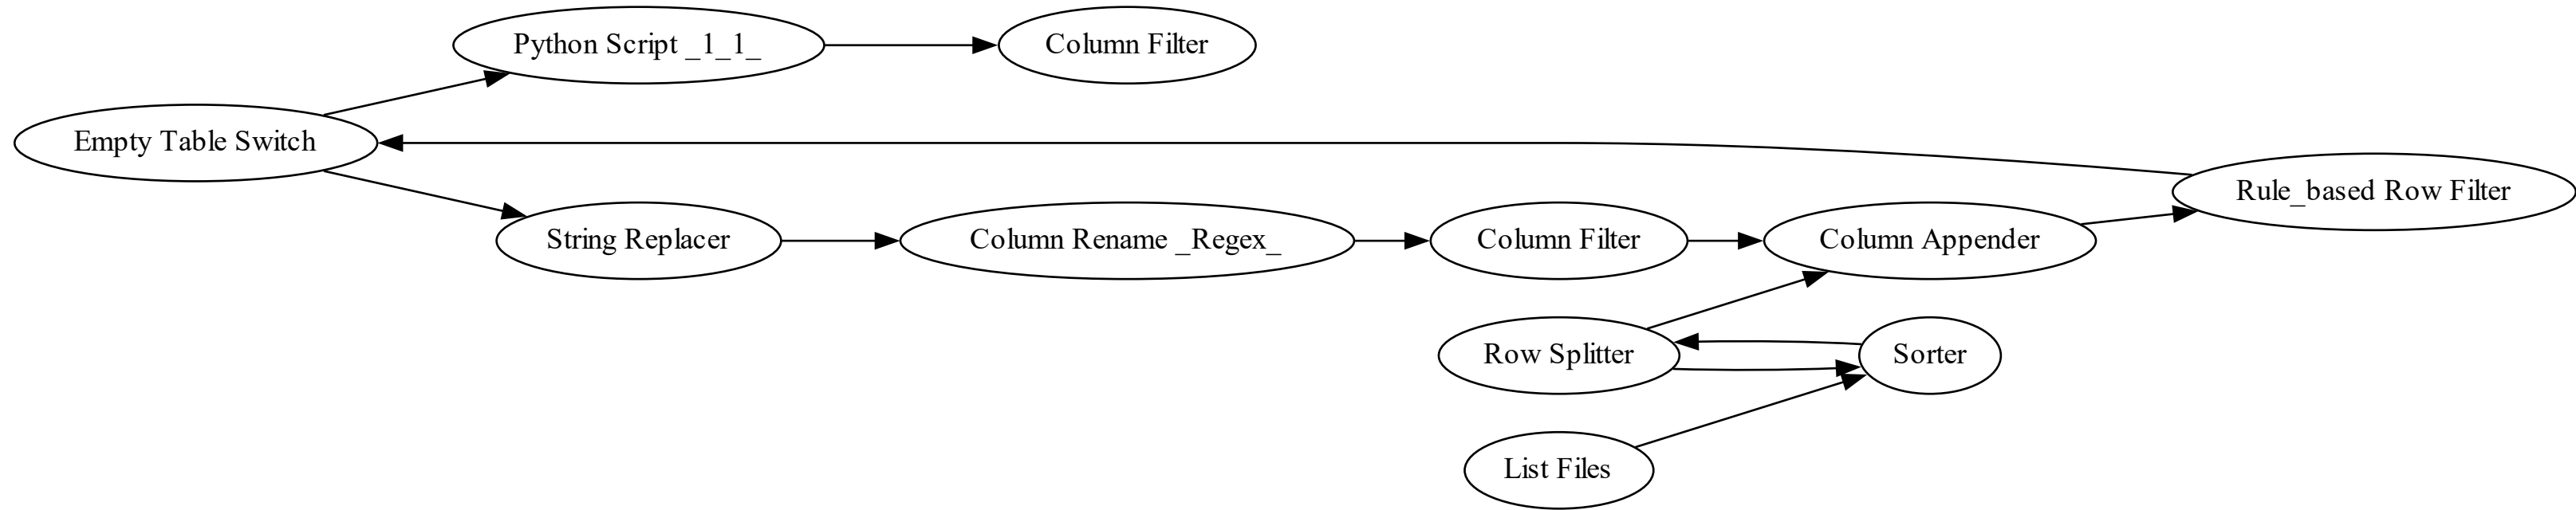 Python Script _1_1_
Column Filter
Empty Table Switch
Rule_based Row Filter
String Replacer
Column Rename _Regex_
Column Filter
Column Appender
Row Splitter
Sorter
List Files